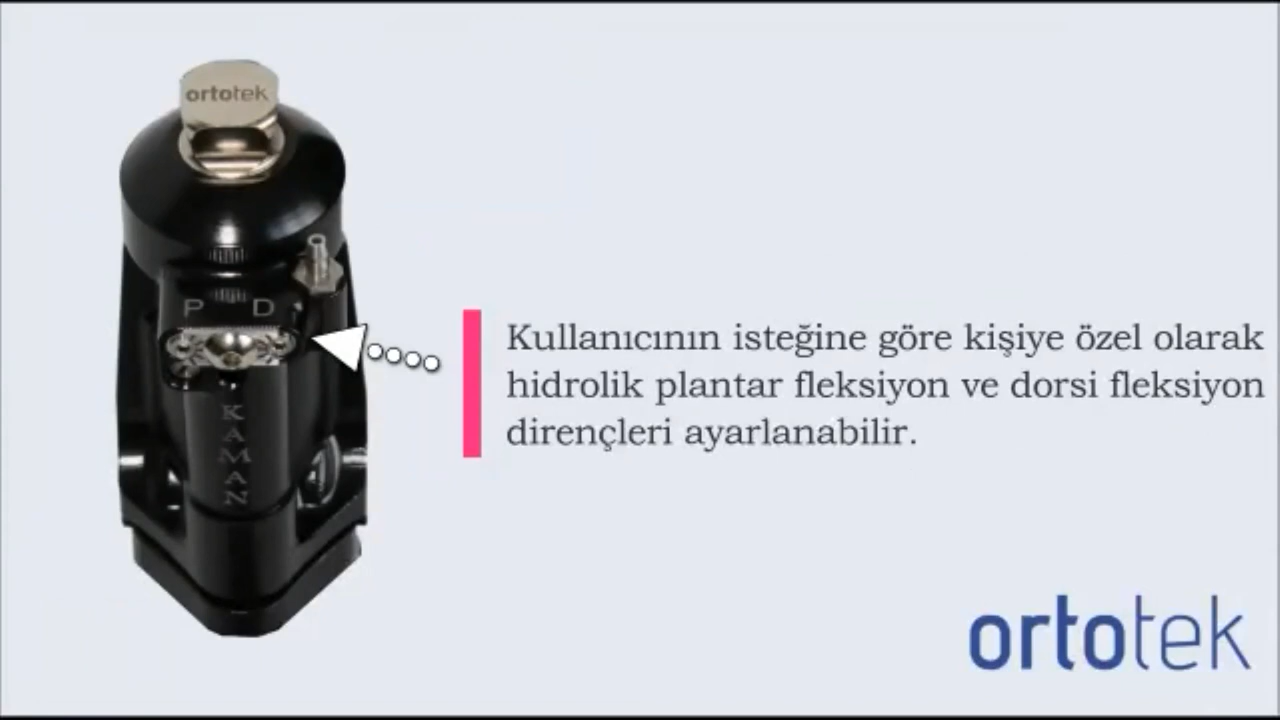 ortotek
P D
KAMAN
Kullanıcının isteğine göre kişiye özel olarak
hidrolik plantar fleksiyon ve dorsi fleksiyon
dirençleri ayarlanabilir.
ortotek